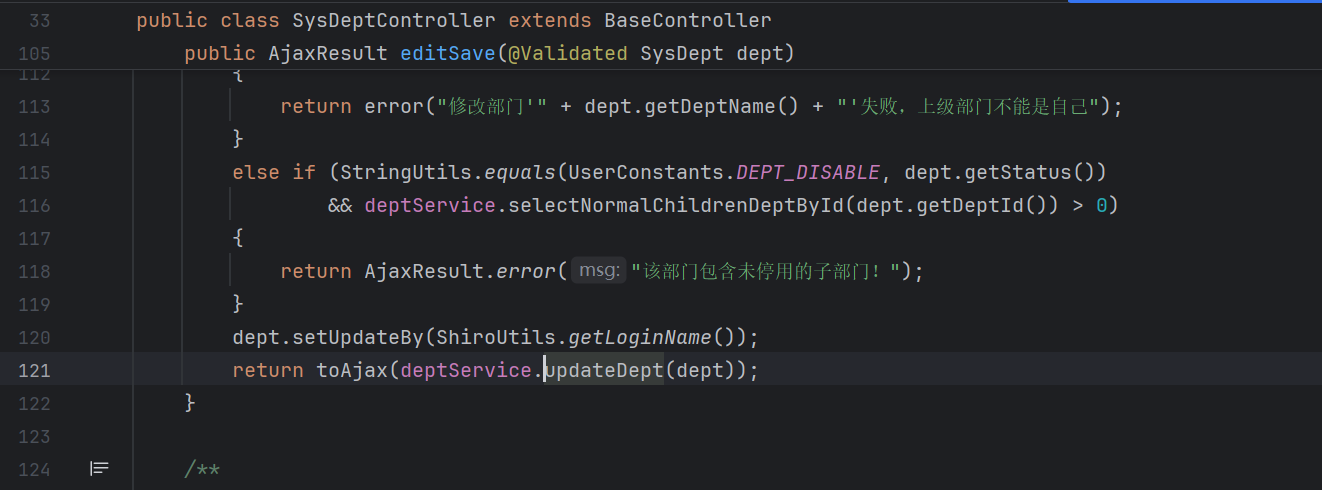 33 public class SysDeptController extends BaseController
105 public AjaxResult editSave(@Validated SysDept dept)
112 {
113 return error("修改部门'" + dept.getDeptName() + "'失败，上级部门不能是自己");
114 }
115 else if (StringUtils.equals(UserConstants.DEPT_DISABLE, dept.getStatus())
116 && deptService.selectNormalChildrenDeptById(dept.getDeptId()) > 0)
117 {
118 return AjaxResult.error( msg: "该部门包含未停用的子部门！");
119 }
120 dept.setUpdateBy(ShiroUtils.getLoginName());
121 return toAjax(deptService.updateDept(dept));
122 }
123
124 /**